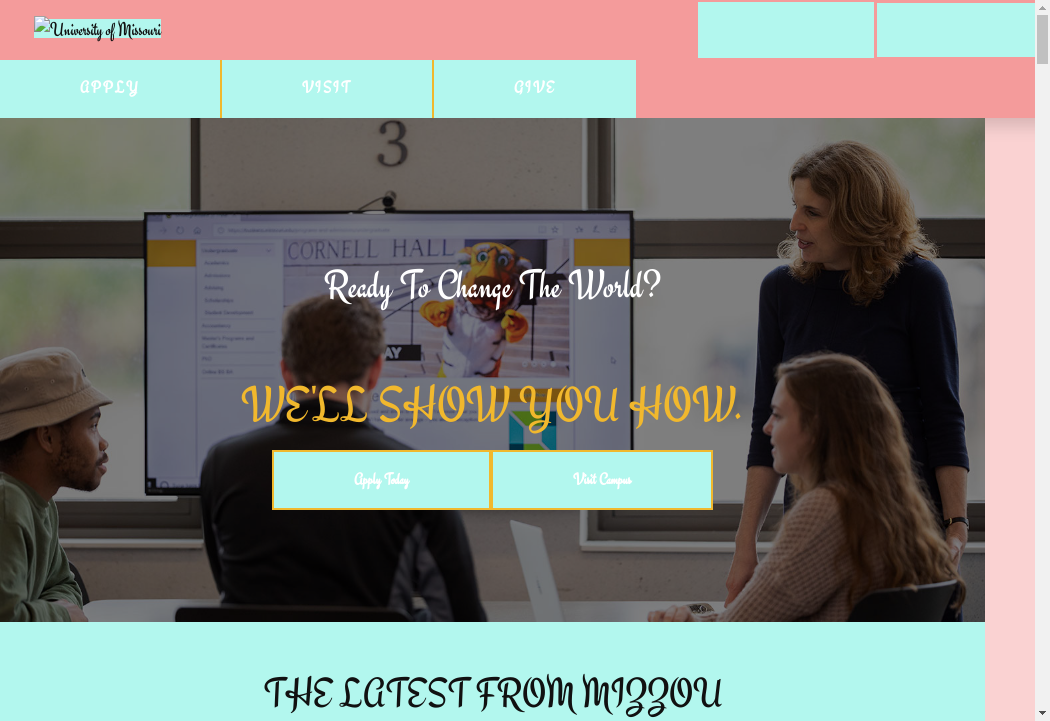 University of Missouri
APPLY
VISIT
GIVE
3
CORNELL HALL
Ready To Change The World?
AY
WE'LL SHOW YOU HOW.
Apply Today
Visit Campus
THE LATEST FROM MIZZOU